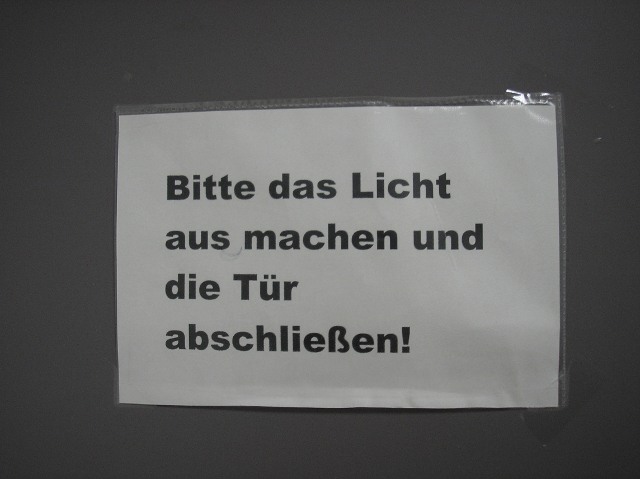 Bitte das Licht
aus machen und
die Tür
abschließen!